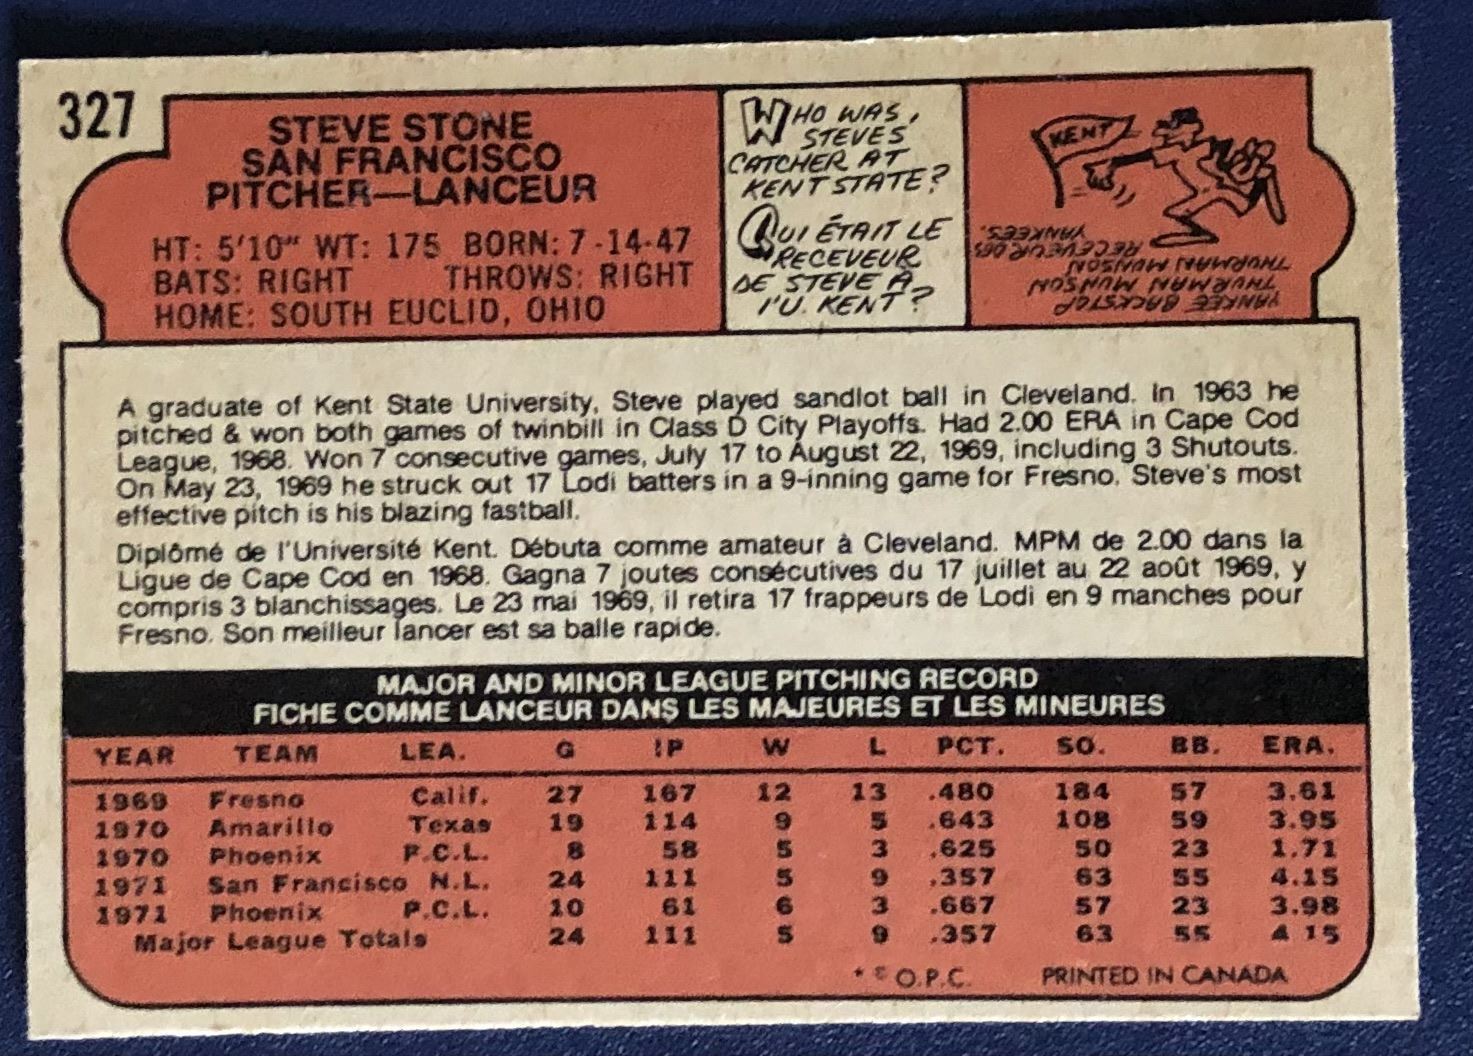 327
STEVE STONE
SAN FRANCISCO
PITCHER—LANCEUR
HT: 5'10" WT: 175 BORN: 7-14-47
BATS: RIGHT THROWS: RIGHT
HOME: SOUTH EUCLID, OHIO
WHO WAS,
STEVES'
CATCHER AT
KENT STATE?
QUI ÉTAIT LE
RECEVEUR
DE STEVE A
l'U. KENT?
KENT
YANKEE BACKSTOP
THURMAN MUNSON
THURMAN MUNSON
RECEVEUR DES
YANKEES.
A graduate of Kent State University, Steve played sandlot ball in Cleveland. In 1963 he
pitched & won both games of twinbill in Class D City Playoffs. Had 2.00 ERA in Cape Cod
League, 1968. Won 7 consecutive games, July 17 to August 22, 1969, including 3 Shutouts.
On May 23, 1969 he struck out 17 Lodi batters in a 9-inning game for Fresno. Steve's most
effective pitch is his blazing fastball.
Diplômé de l'Université Kent. Débuta comme amateur à Cleveland. MPM de 2.00 dans la
Ligue de Cape Cod en 1968. Gagna 7 joutes consécutives du 17 juillet au 22 août 1969, y
compris 3 blanchissages. Le 23 mai 1969, il retira 17 frappeurs de Lodi en 9 manches pour
Fresno. Son meilleur lancer est sa balle rapide.
MAJOR AND MINOR LEAGUE PITCHING RECORD
FICHE COMME LANCEUR DANS LES MAJEURES ET LES MINEURES
YEAR TEAM LEA. G IP W L PCT. SO. BB. ERA.
1969 Fresno Calif. 27 167 12 13 .480 184 57 3.61
1970 Amarillo Texas 19 114 9 5 .643 108 59 3.95
1970 Phoenix P.C.L. 8 58 5 3 .625 50 23 1.71
1971 San Francisco N.L. 24 111 5 9 .357 63 55 4.15
1971 Phoenix P.C.L. 10 61 6 3 .667 57 23 3.98
Major League Totals 24 111 5 9 .357 63 55 4 15
* © O.P.C. PRINTED IN CANADA